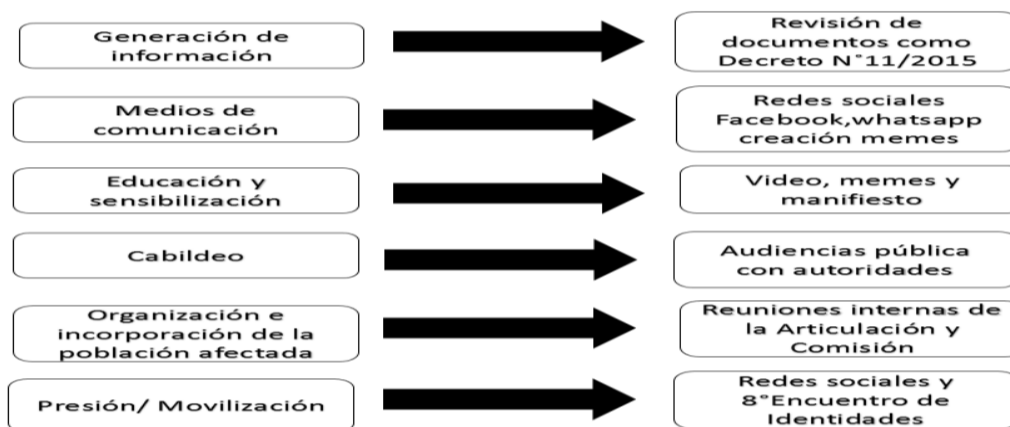 Generación de
información
Revisión de
documentos como
Decreto N°11/2015
Medios de
comunicación
Redes sociales
Facebook,whatsapp
creación memes
Educación y
sensibilización
Video, memes y
manifiesto
Cabildeo
Audiencias pública
con autoridades
Organización e
incorporación de la
población afectada
Reuniones internas de
la Articulación y
Comisión
Presión/ Movilización
Redes sociales y
8°Encuentro de
Identidades